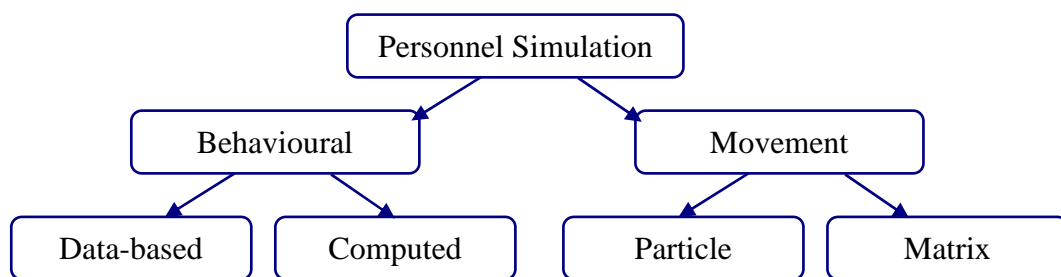 Personnel Simulation
Behavioural
Movement
Data-based
Computed
Particle
Matrix